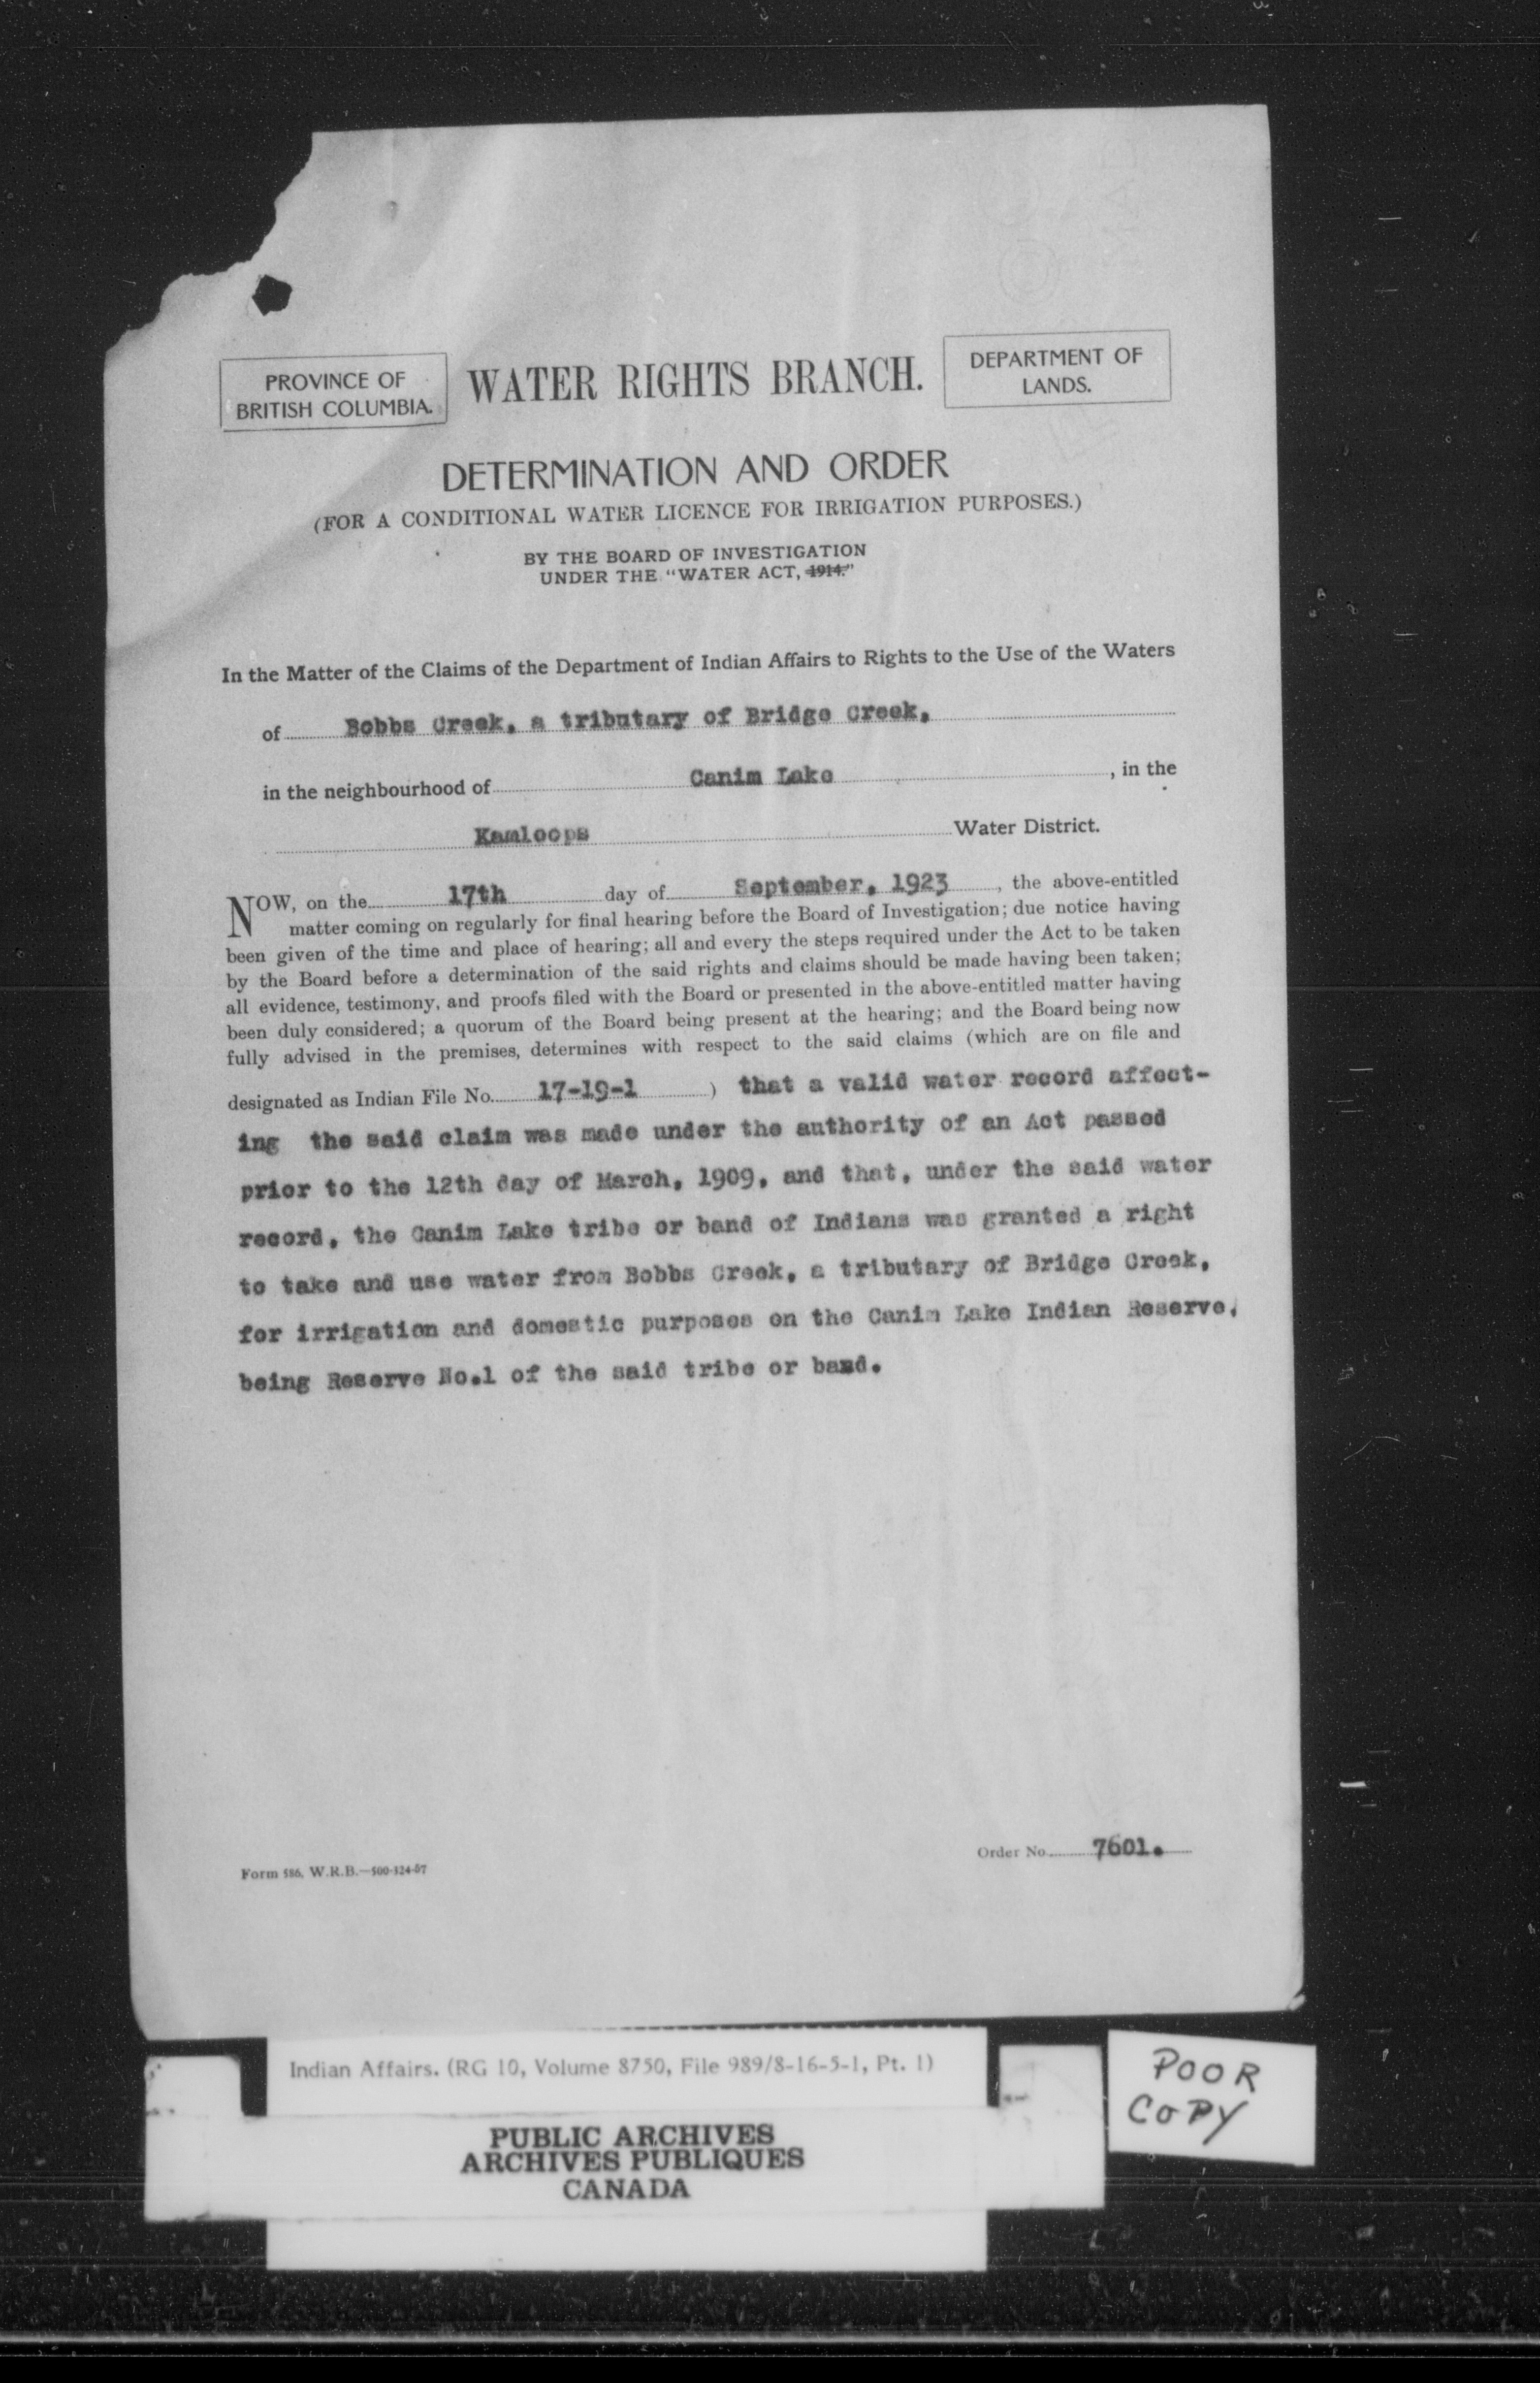 PROVINCE OF
BRITISH COLUMBIA.
WATER RIGHTS BRANCH.
DEPARTMENT OF
LANDS.
DETERMINATION AND ORDER
(FOR A CONDITIONAL WATER LICENCE FOR IRRIGATION PURPOSES.)
BY THE BOARD OF INVESTIGATION
UNDER THE "WATER ACT, 1914."
In the Matter of the Claims of the Department of Indian Affairs to Rights to the Use of the Waters
of Bobbs Creek, a tributary of Bridge Creek,
in the neighbourhood of Canim Lake, in the
Kamloops Water District.
NOW, on the 17th day of September, 1923, the above-entitled
matter coming on regularly for final hearing before the Board of Investigation; due notice having
been given of the time and place of hearing; all and every the steps required under the Act to be taken
by the Board before a determination of the said rights and claims should be made having been taken;
all evidence, testimony, and proofs filed with the Board or presented in the above-entitled matter having
been duly considered; a quorum of the Board being present at the hearing; and the Board being now
fully advised in the premises, determines with respect to the said claims (which are on file and
designated as Indian File No. 17-19-1 ) that a valid water record affect-
ing the said claim was made under the authority of an Act passed
prior to the 12th day of March, 1909, and that, under the said water
record, the Canim Lake tribe or band of Indians was granted a right
to take and use water from Bobbs Creek, a tributary of Bridge Creek,
for irrigation and domestic purposes on the Canim Lake Indian Reserve,
being Reserve No.1 of the said tribe or band.
Order No. 7601.
Form 586. W.R.B.—500-324-57
Indian Affairs. (RG 10, Volume 8750, File 989/8-16-5-1, Pt. 1)
POOR
COPY
PUBLIC ARCHIVES
ARCHIVES PUBLIQUES
CANADA